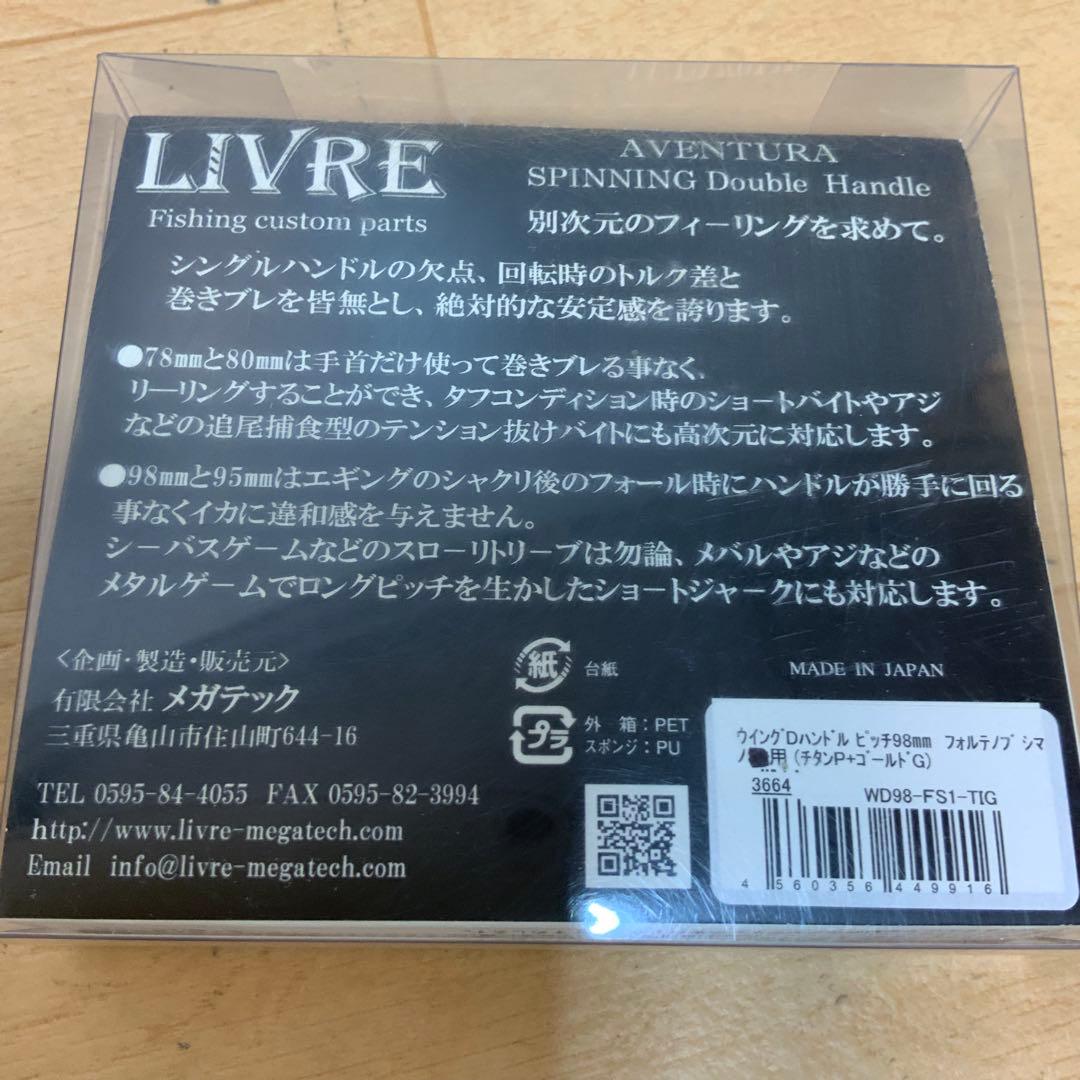 LIVRE
Fishing custom parts
AVENTURA
SPINNING Double Handle
別次元のフィーリングを求めて。
シングルハンドルの欠点、回転時のトルク差と
巻きブレを皆無とし、絶対的な安定感を誇ります。
●78mmと80mmは手首だけ使って巻きブレる事なく、
リーリングすることができ、タフコンディション時のショートバイトやアジ
などの追尾捕食型のテンション抜けバイトにも高次元に対応します。
●98mmと95mmはエギングのシャクリ後のフォール時にハンドルが勝手に回る
事なくイカに違和感を与えません。
シーバスゲームなどのスローリトリーブは勿論、メバルやアジなどの
メタルゲームでロングピッチを生かしたショートジャークにも対応します。
<企画・製造・販売元>
有限会社 メガテック
三重県亀山市住山町644-16
TEL 0595-84-4055 FAX 0595-82-3994
http://www.livre-megatech.com
Email info@livre-megatech.com
紙 台紙
プラ 外 箱:PET
スポンジ:PU
MADE IN JAPAN
ウイングDハンドル ピッチ98mm フォルテノブ シマ
ノ 用 (チタンP+ゴールドG)
3664
WD98-FS1-TIG
4 560356 449916